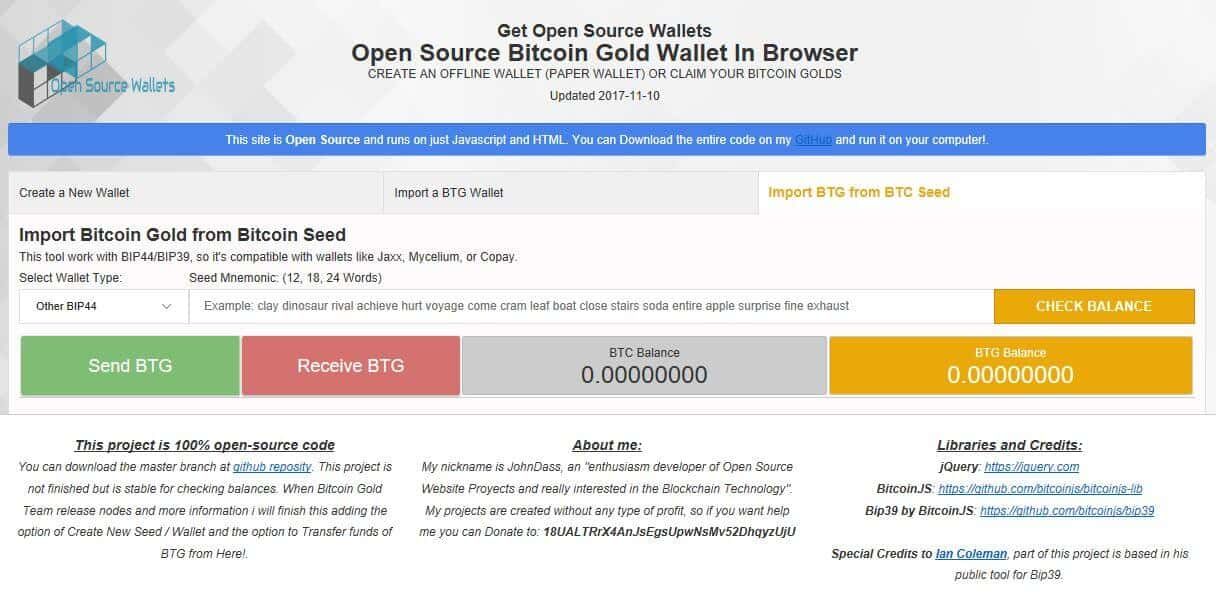 Open Source Wallets
Get Open Source Wallets
Open Source Bitcoin Gold Wallet In Browser
CREATE AN OFFLINE WALLET (PAPER WALLET) OR CLAIM YOUR BITCOIN GOLDS
Updated 2017-11-10
This site is Open Source and runs on just Javascript and HTML. You can Download the entire code on my GitHub and run it on your computer!.
Create a New Wallet
Import a BTG Wallet
Import BTG from BTC Seed
Import Bitcoin Gold from Bitcoin Seed
This tool work with BIP44/BIP39, so it's compatible with wallets like Jaxx, Mycelium, or Copay.
Select Wallet Type:
Seed Mnemonic: (12, 18, 24 Words)
Other BIP44
Example: clay dinosaur rival achieve hurt voyage come cram leaf boat close stairs soda entire apple surprise fine exhaust
CHECK BALANCE
Send BTG
Receive BTG
BTC Balance
0.00000000
BTG Balance
0.00000000
This project is 100% open-source code
You can download the master branch at github reposity. This project is
not finished but is stable for checking balances. When Bitcoin Gold
Team release nodes and more information i will finish this adding the
option of Create New Seed / Wallet and the option to Transfer funds of
BTG from Here!.
About me:
My nickname is JohnDass, an "enthusiasm developer of Open Source
Website Projects and really interested in the Blockchain Technology".
My projects are created without any type of profit, so if you want help
me you can Donate to: 18UALTRrX4AnJsEgsUpwNsMv52DhqyzUjU
Libraries and Credits:
jQuery: https://jquery.com
BitcoinJS: https://github.com/bitcoinjs/bitcoinjs-lib
Bip39 by BitcoinJS: https://github.com/bitcoinjs/bip39
Special Credits to Ian Coleman, part of this project is based in his
public tool for Bip39.